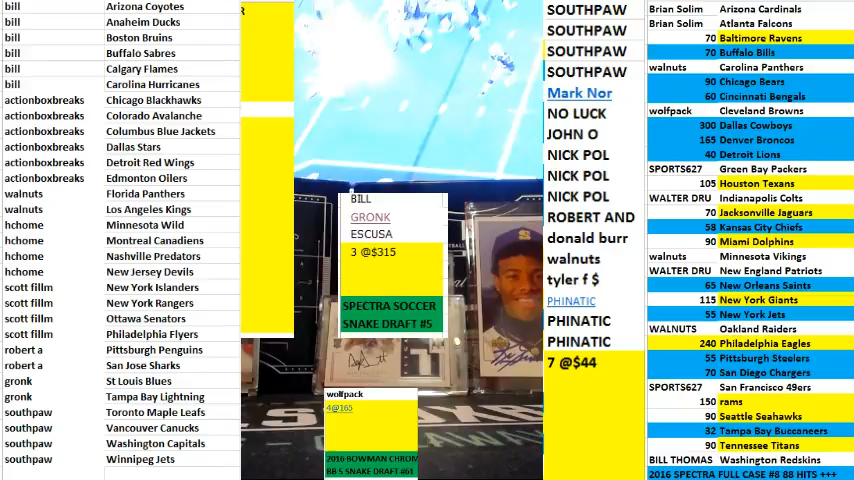 bill Arizona Coyotes
bill Anaheim Ducks
bill Boston Bruins
bill Buffalo Sabres
bill Calgary Flames
bill Carolina Hurricanes
actionboxbreaks Chicago Blackhawks
actionboxbreaks Colorado Avalanche
actionboxbreaks Columbus Blue Jackets
actionboxbreaks Dallas Stars
actionboxbreaks Detroit Red Wings
actionboxbreaks Edmonton Oilers
walnuts Florida Panthers
walnuts Los Angeles Kings
hchome Minnesota Wild
hchome Montreal Canadiens
hchome Nashville Predators
hchome New Jersey Devils
scott fillm New York Islanders
scott fillm New York Rangers
scott fillm Ottawa Senators
scott fillm Philadelphia Flyers
robert a Pittsburgh Penguins
robert a San Jose Sharks
gronk St Louis Blues
gronk Tampa Bay Lightning
southpaw Toronto Maple Leafs
southpaw Vancouver Canucks
southpaw Washington Capitals
southpaw Winnipeg Jets
R
BILL
GRONK
ESCUSA
3 @$315
SPECTRA SOCCER
SNAKE DRAFT #5
wolfpack
4@165
2016 BOWMAN CHROM
BB 5 SNAKE DRAFT #61
SOUTHPAW
SOUTHPAW
SOUTHPAW
SOUTHPAW
Mark Nor
NO LUCK
JOHN O
NICK POL
NICK POL
NICK POL
ROBERT AND
donald burr
walnuts
tyler f $
PHINATIC
PHINATIC
PHINATIC
7 @$44
Brian Solim Arizona Cardinals
Brian Solim Atlanta Falcons
70 Baltimore Ravens
70 Buffalo Bills
walnuts Carolina Panthers
90 Chicago Bears
60 Cincinnati Bengals
wolfpack Cleveland Browns
300 Dallas Cowboys
165 Denver Broncos
40 Detroit Lions
SPORTS627 Green Bay Packers
105 Houston Texans
WALTER DRU Indianapolis Colts
70 Jacksonville Jaguars
58 Kansas City Chiefs
90 Miami Dolphins
walnuts Minnesota Vikings
WALTER DRU New England Patriots
65 New Orleans Saints
115 New York Giants
55 New York Jets
WALNUTS Oakland Raiders
240 Philadelphia Eagles
55 Pittsburgh Steelers
70 San Diego Chargers
SPORTS627 San Francisco 49ers
150 rams
90 Seattle Seahawks
32 Tampa Bay Buccaneers
90 Tennessee Titans
BILL THOMAS Washington Redskins
2016 SPECTRA FULL CASE #8 88 HITS +++